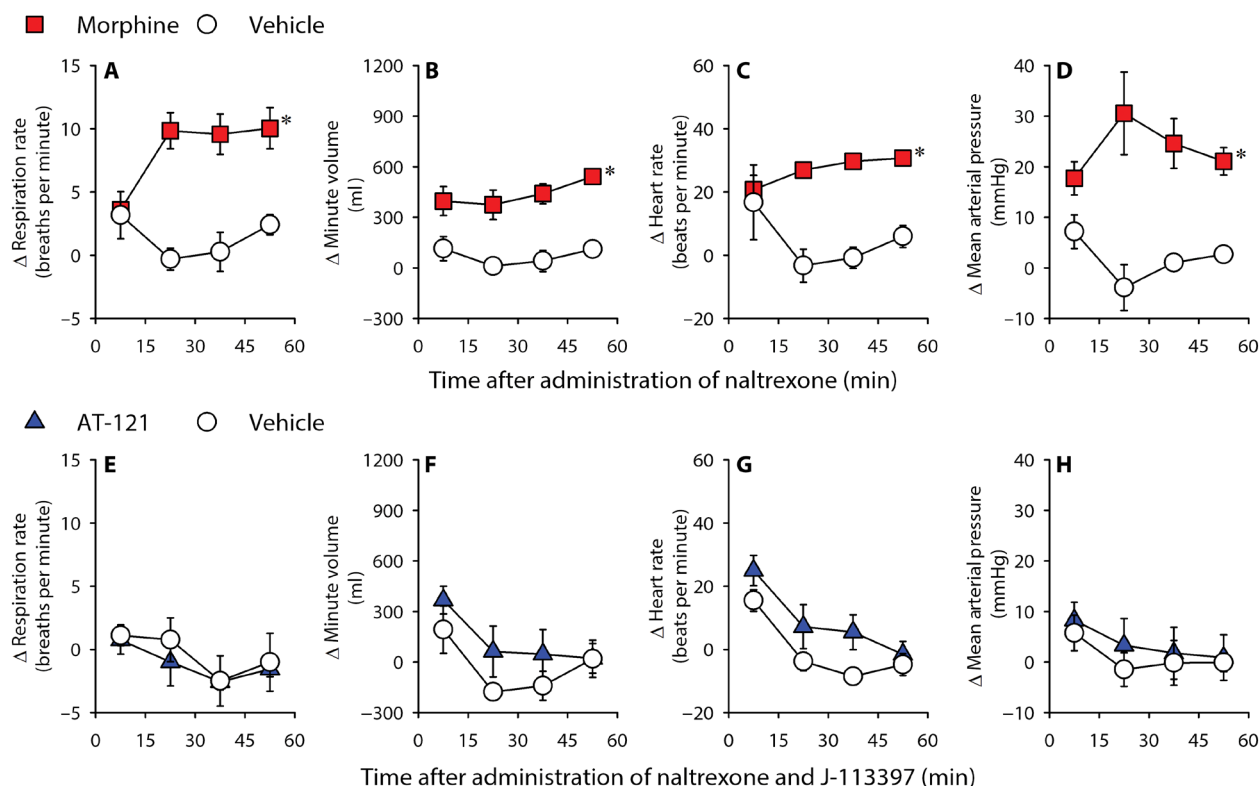 Morphine Vehicle
A
Δ Respiration rate
(breaths per minute)
15
10
5
0
−5
0 15 30 45 60
*
B
Δ Minute volume
(ml)
1200
900
600
300
0
−300
0 15 30 45 60
*
C
Δ Heart rate
(beats per minute)
60
40
20
0
−20
0 15 30 45 60
*
D
Δ Mean arterial pressure
(mmHg)
40
30
20
10
0
−10
0 15 30 45 60
*
Time after administration of naltrexone (min)
AT-121 Vehicle
E
Δ Respiration rate
(breaths per minute)
15
10
5
0
−5
0 15 30 45 60
F
Δ Minute volume
(ml)
1200
900
600
300
0
−300
0 15 30 45 60
G
Δ Heart rate
(beats per minute)
60
40
20
0
−20
0 15 30 45 60
H
Δ Mean arterial pressure
(mmHg)
40
30
20
10
0
−10
0 15 30 45 60
Time after administration of naltrexone and J-113397 (min)